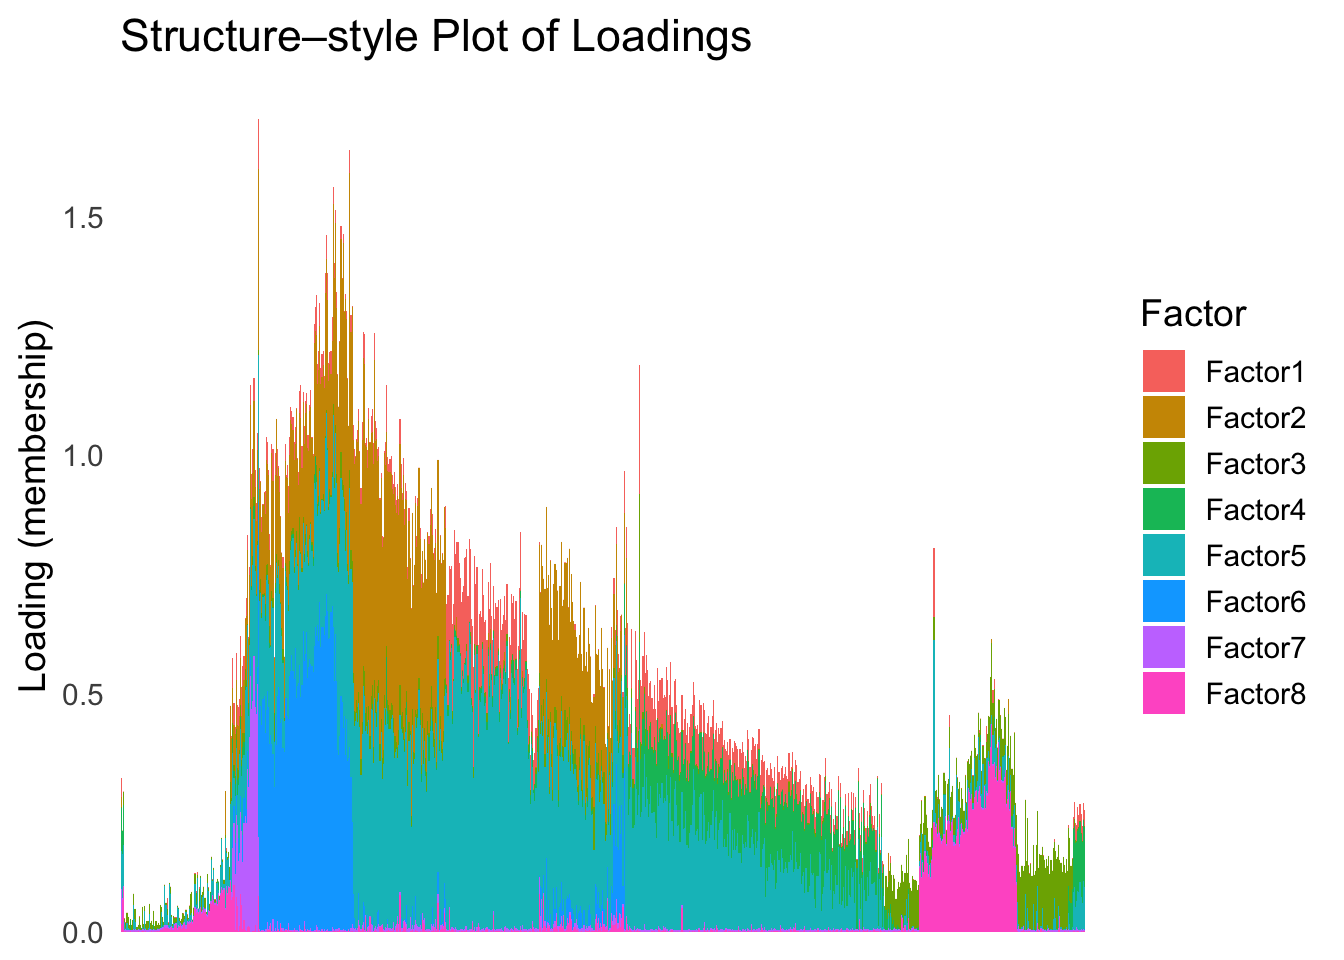 Structure–style Plot of Loadings
Loading (membership)
1.5
1.0
0.5
0.0
Factor
Factor1
Factor2
Factor3
Factor4
Factor5
Factor6
Factor7
Factor8